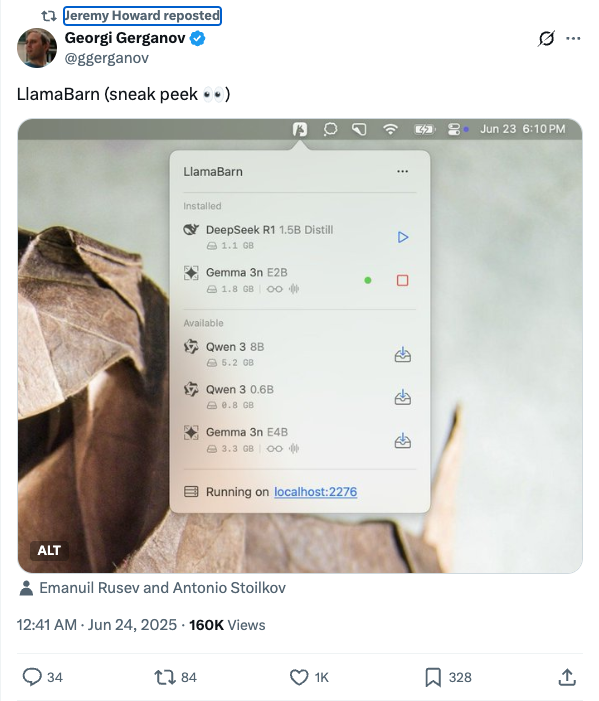 Jeremy Howard reposted
Georgi Gerganov
@ggerganov
LlamaBarn (sneak peek 👀)
Jun 23 6:10 PM
LlamaBarn
Installed
DeepSeek R1 1.5B Distill
1.1 GB
Gemma 3n E2B
1.8 GB
Available
Qwen 3 8B
5.2 GB
Qwen 3 0.6B
0.8 GB
Gemma 3n E4B
3.3 GB
Running on localhost:2276
ALT
Emanuil Rusev and Antonio Stoilkov
12:41 AM · Jun 24, 2025 · 160K Views
34 84 1K 328